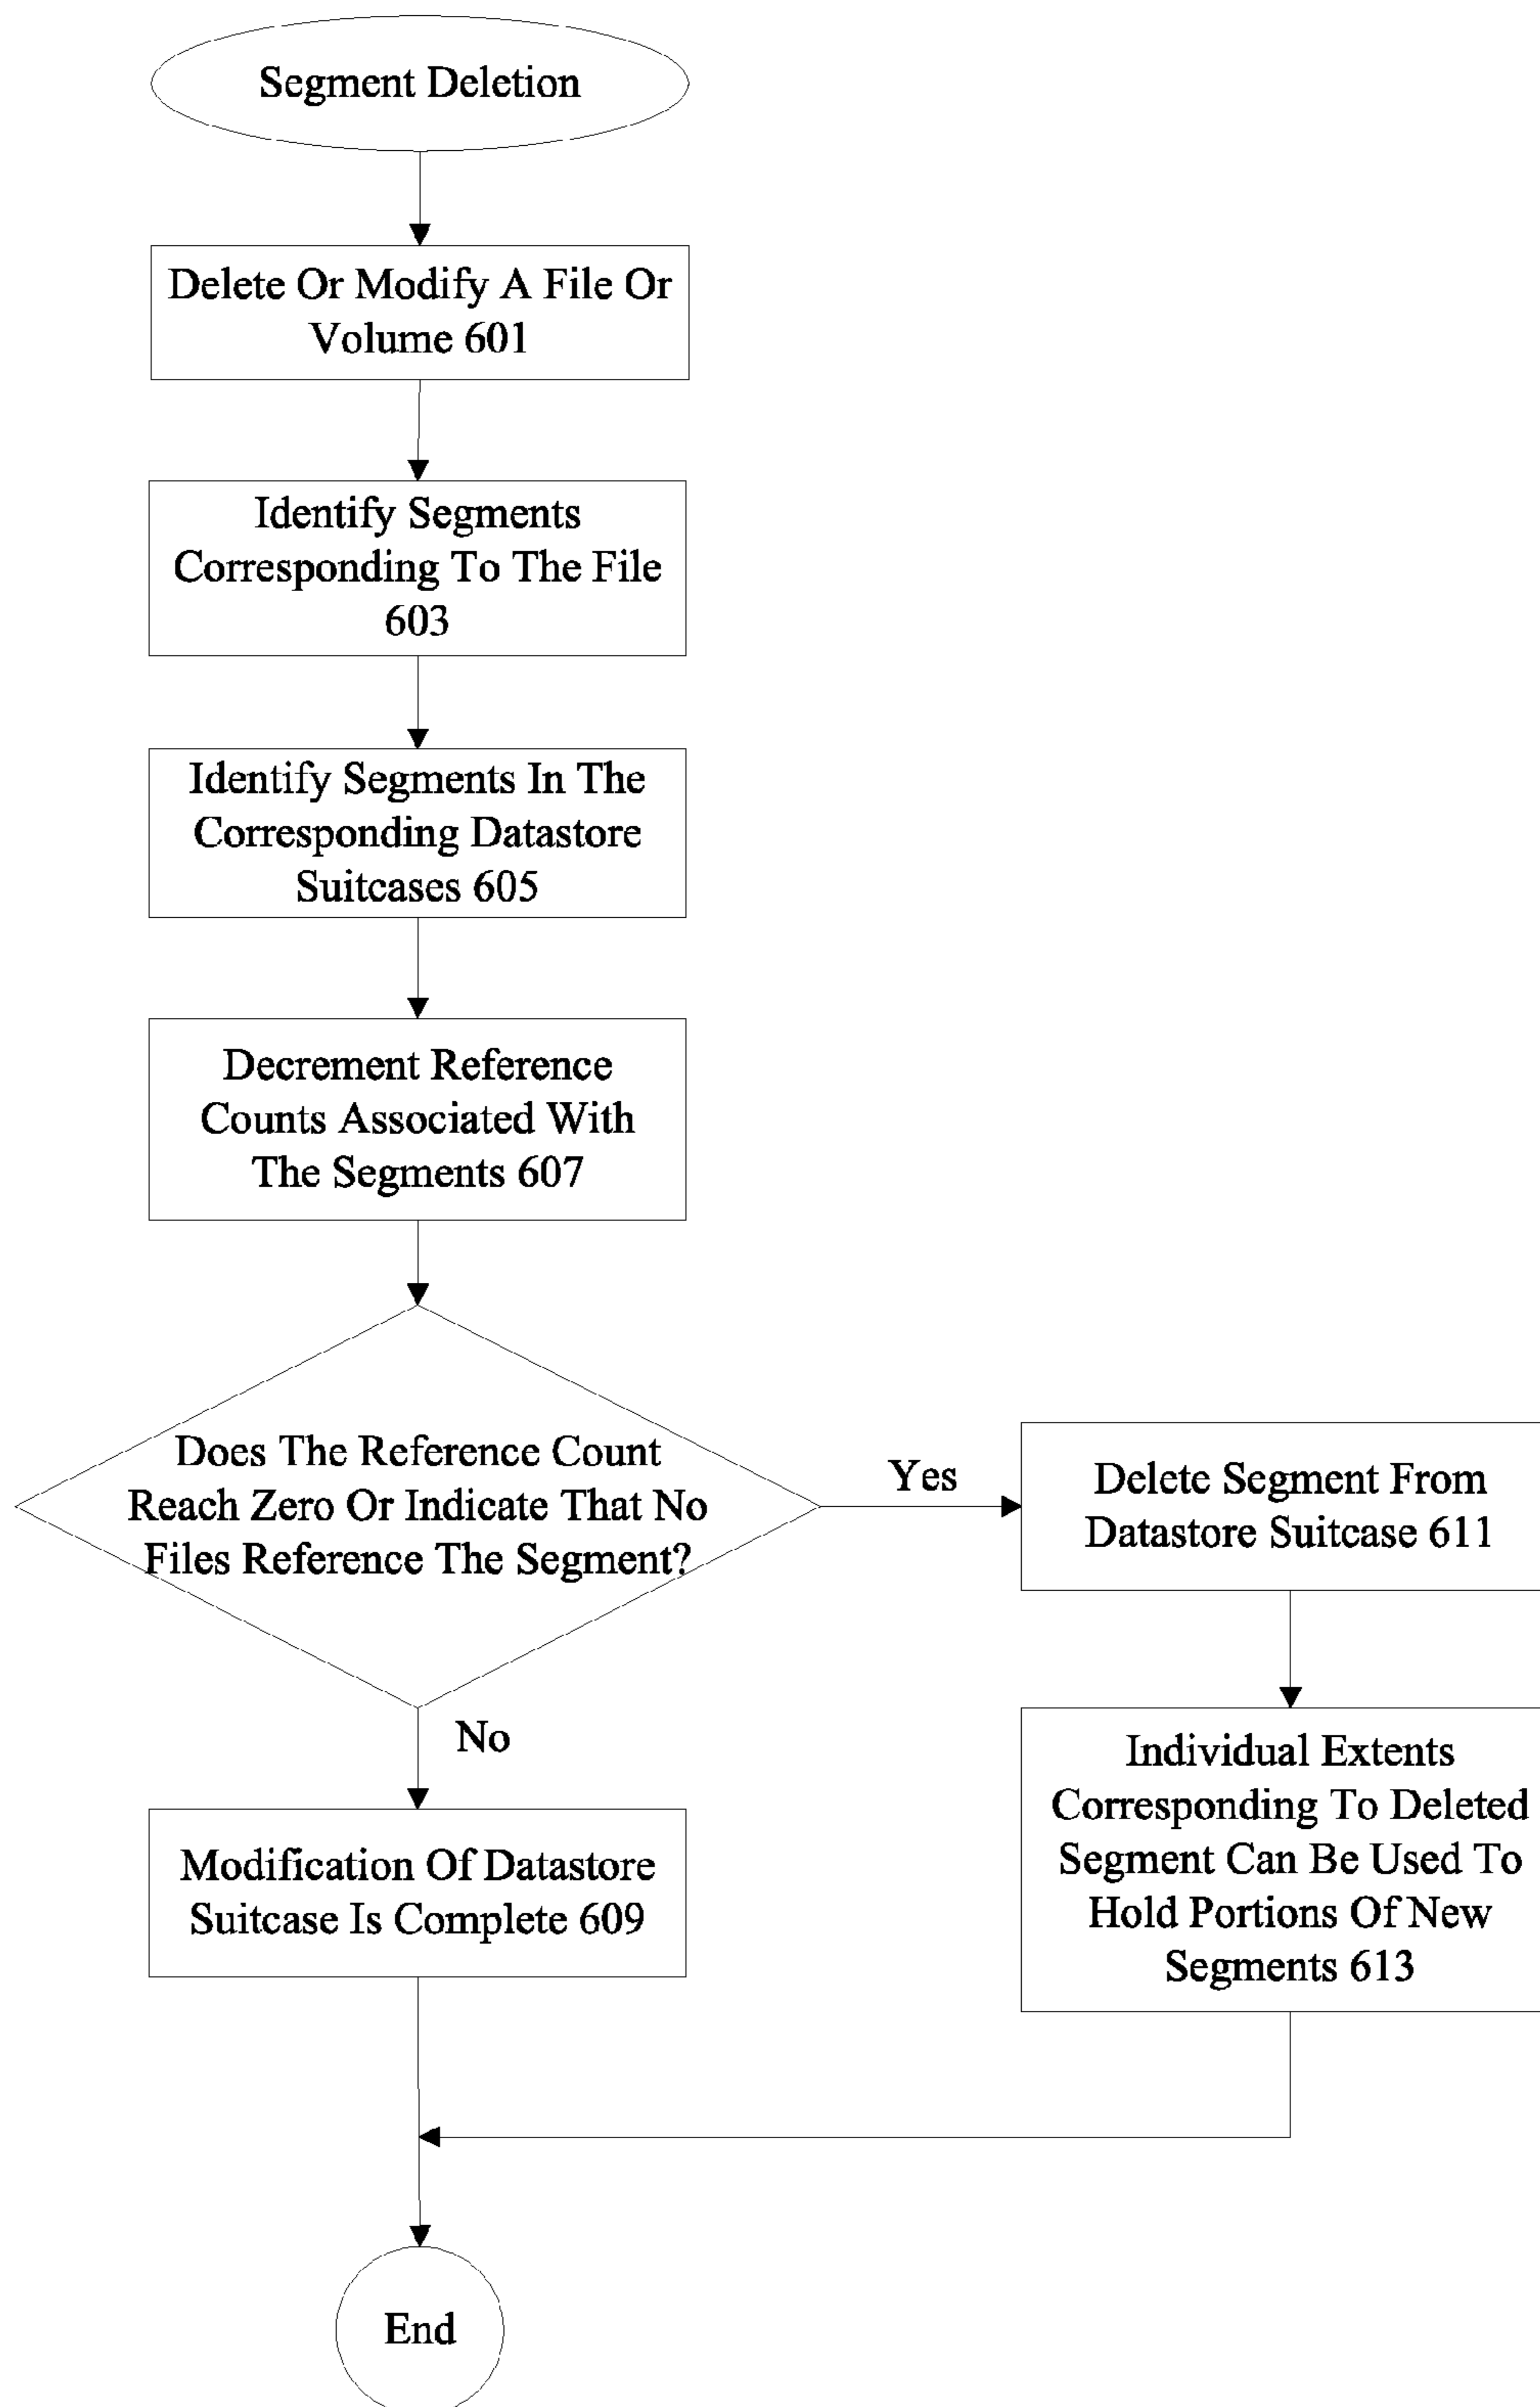 Segment Deletion
Delete Or Modify A File Or
Volume 601
Identify Segments
Corresponding To The File
603
Identify Segments In The
Corresponding Datastore
Suitcases 605
Decrement Reference
Counts Associated With
The Segments 607
Does The Reference Count
Reach Zero Or Indicate That No
Files Reference The Segment?
Yes
Delete Segment From
Datastore Suitcase 611
No
Individual Extents
Corresponding To Deleted
Segment Can Be Used To
Hold Portions Of New
Segments 613
Modification Of Datastore
Suitcase Is Complete 609
End